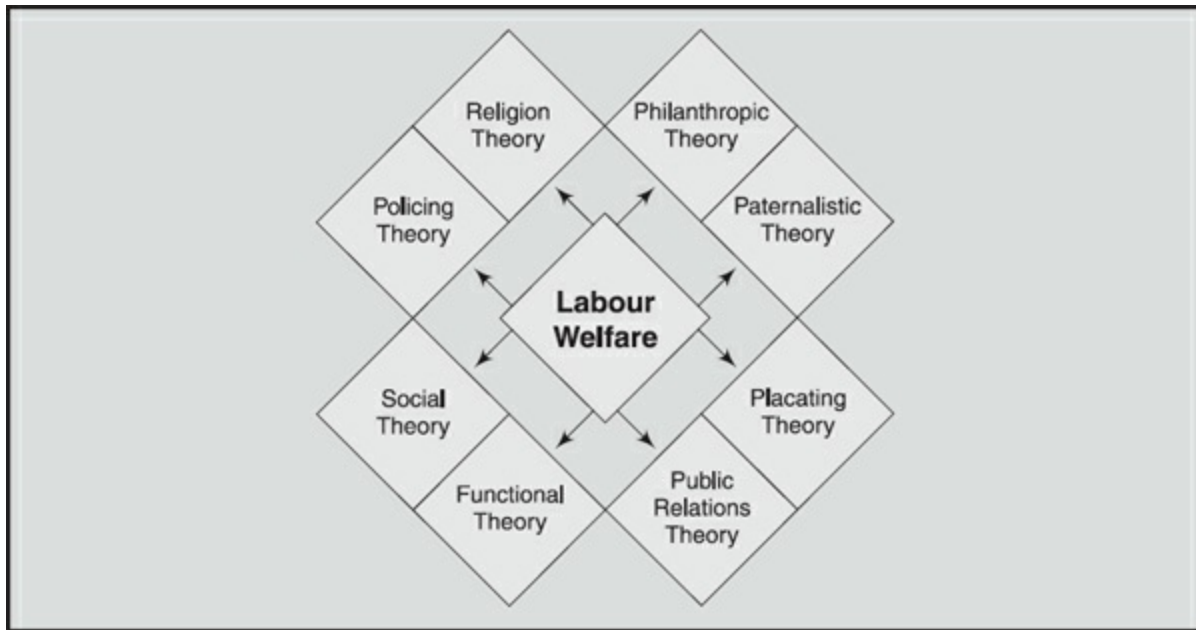 Religion
Theory
Philanthropic
Theory
Policing
Theory
Paternalistic
Theory
Labour
Welfare
Social
Theory
Placating
Theory
Functional
Theory
Public
Relations
Theory